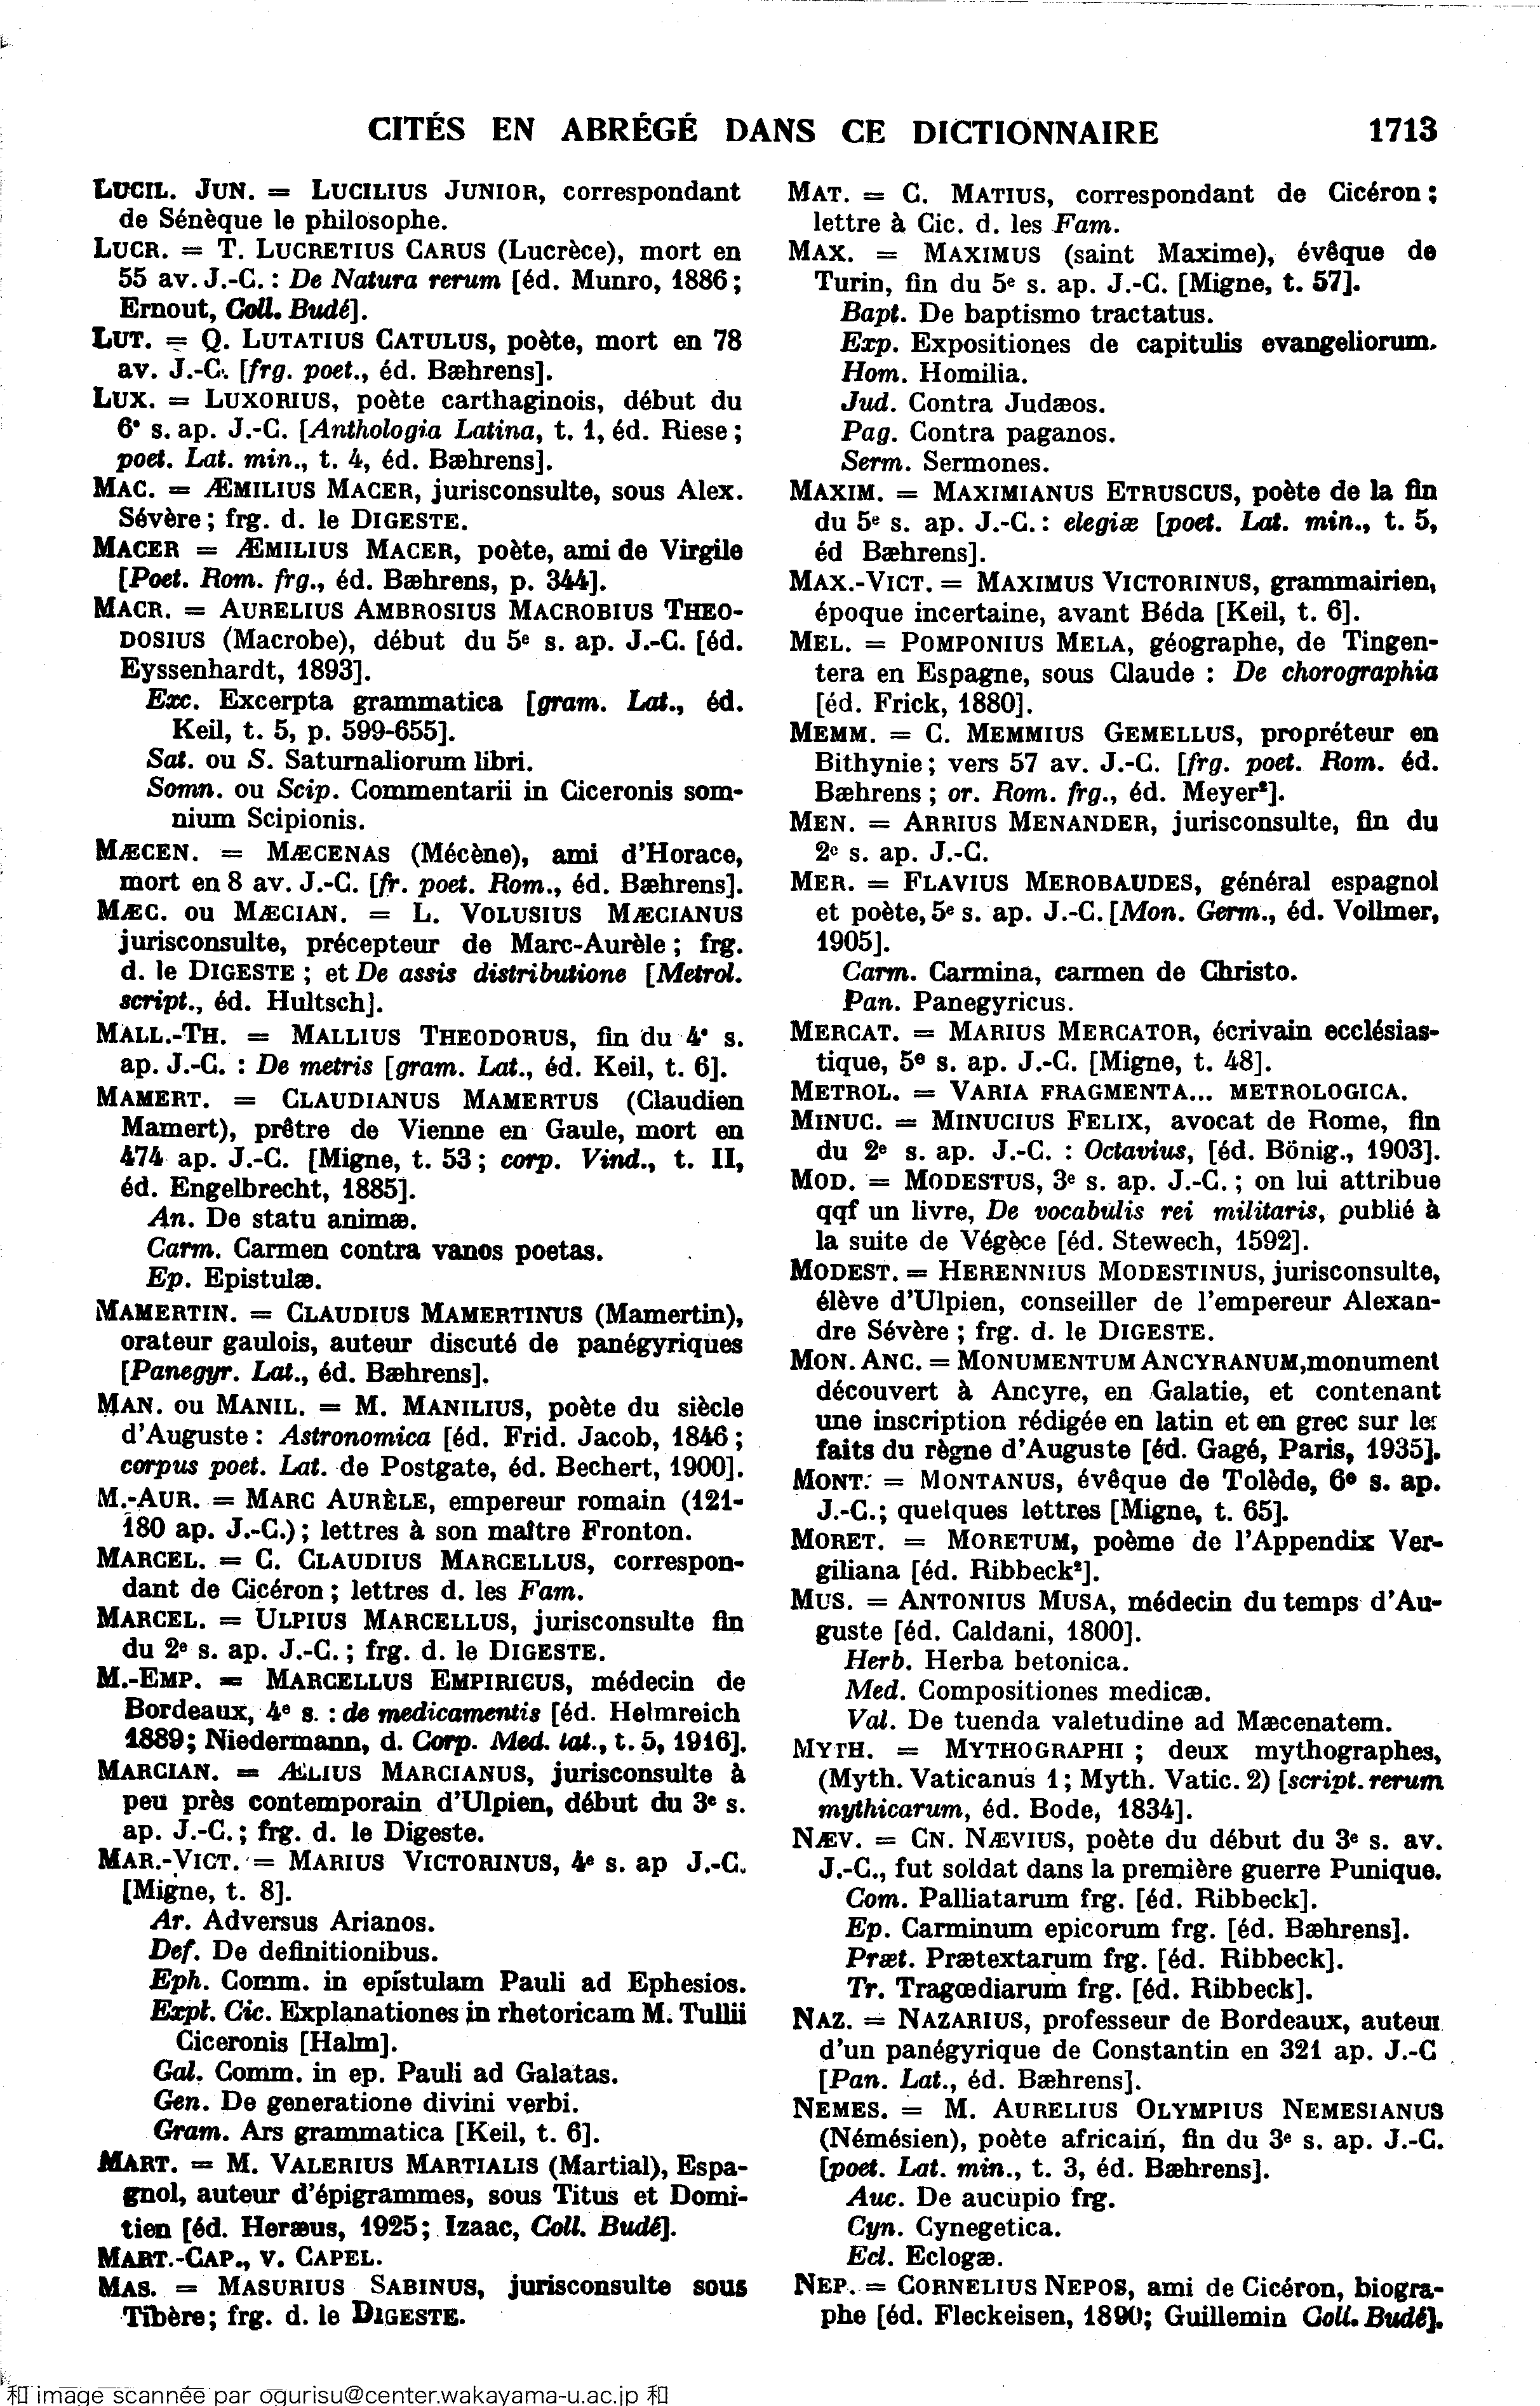 CITÉS EN ABRÉGÉ DANS CE DICTIONNAIRE 1713
LUCIL. JUN. = LUCILIUS JUNIOR, correspondant
de Sénèque le philosophe.
LUCR. = T. LUCRETIUS CARUS (Lucrèce), mort en
55 av. J.-C. : De Natura rerum [éd. Munro, 1886 ;
Ernout, Coll. Budé].
LUT. = Q. LUTATIUS CATULUS, poète, mort en 78
av. J.-C. [frg. poet., éd. Bæhrens].
LUX. = LUXORIUS, poète carthaginois, début du
6e s. ap. J.-C. [Anthologia Latina, t. 1, éd. Riese ;
poet. Lat. min., t. 4, éd. Bæhrens].
MAC. = ÆMILIUS MACER, jurisconsulte, sous Alex.
Sévère ; frg. d. le DIGESTE.
MACER = ÆMILIUS MACER, poète, ami de Virgile
[Poet. Rom. frg., éd. Bæhrens, p. 344].
MACR. = AURELIUS AMBROSIUS MACROBIUS THEO-
DOSIUS (Macrobe), début du 5e s. ap. J.-C. [éd.
Eyssenhardt, 1893].
Exc. Excerpta grammatica [gram. Lat., éd.
Keil, t. 5, p. 599-655].
Sat. ou S. Saturnaliorum libri.
Somn. ou Scip. Commentarii in Ciceronis som-
nium Scipionis.
MÆCEN. = MÆCENAS (Mécène), ami d'Horace,
mort en 8 av. J.-C. [fr. poet. Rom., éd. Bæhrens].
MÆC. ou MÆCIAN. = L. VOLUSIUS MÆCIANUS
jurisconsulte, précepteur de Marc-Aurèle ; frg.
d. le DIGESTE ; et De assis distributione [Metrol.
script., éd. Hultsch].
MALL.-TH. = MALLIUS THEODORUS, fin du 4e s.
ap. J.-C. : De metris [gram. Lat., éd. Keil, t. 6].
MAMERT. = CLAUDIANUS MAMERTUS (Claudien
Mamert), prêtre de Vienne en Gaule, mort en
474 ap. J.-C. [Migne, t. 53 ; corp. Vind., t. II,
éd. Engelbrecht, 1885].
An. De statu animæ.
Carm. Carmen contra vanos poetas.
Ep. Epistulæ.
MAMERTIN. = CLAUDIUS MAMERTINUS (Mamertin),
orateur gaulois, auteur discuté de panégyriques
[Panegyr. Lat., éd. Bæhrens].
MAN. ou MANIL. = M. MANILIUS, poète du siècle
d'Auguste : Astronomica [éd. Frid. Jacob, 1846 ;
corpus poet. Lat. de Postgate, éd. Bechert, 1900].
M.-AUR. = MARC AURÈLE, empereur romain (121-
180 ap. J.-C.) ; lettres à son maître Fronton.
MARCEL. = C. CLAUDIUS MARCELLUS, correspon-
dant de Cicéron ; lettres d. les Fam.
MARCEL. = ULPIUS MARCELLUS, jurisconsulte fin
du 2e s. ap. J.-C. ; frg. d. le DIGESTE.
M.-EMP. = MARCELLUS EMPIRICUS, médecin de
Bordeaux, 4e s. : de medicamentis [éd. Helmreich
1889 ; Niedermann, d. Corp. Med. lat., t. 5, 1916].
MARCIAN. = ÆLIUS MARCIANUS, jurisconsulte à
peu près contemporain d'Ulpien, début du 3e s.
ap. J.-C. ; frg. d. le Digeste.
MAR.-VICT. = MARIUS VICTORINUS, 4e s. ap J.-C.
[Migne, t. 8].
Ar. Adversus Arianos.
Def. De definitionibus.
Eph. Comm. in epistulam Pauli ad Ephesios.
Expl. Cic. Explanationes in rhetoricam M. Tullii
Ciceronis [Halm].
Gal. Comm. in ep. Pauli ad Galatas.
Gen. De generatione divini verbi.
Gram. Ars grammatica [Keil, t. 6].
MART. = M. VALERIUS MARTIALIS (Martial), Espa-
gnol, auteur d'épigrammes, sous Titus et Domi-
tien [éd. Heræus, 1925 ; Izaac, Coll. Budé].
MART.-CAP., v. CAPEL.
MAS. = MASURIUS SABINUS, jurisconsulte sous
Tibère ; frg. d. le DIGESTE.
MAT. = C. MATIUS, correspondant de Cicéron ;
lettre à Cic. d. les Fam.
MAX. = MAXIMUS (saint Maxime), évêque de
Turin, fin du 5e s. ap. J.-C. [Migne, t. 57].
Bapt. De baptismo tractatus.
Exp. Expositiones de capitulis evangeliorum.
Hom. Homilia.
Jud. Contra Judæos.
Pag. Contra paganos.
Serm. Sermones.
MAXIM. = MAXIMIANUS ETRUSCUS, poète de la fin
du 5e s. ap. J.-C. : elegiæ [poet. Lat. min., t. 5,
éd Bæhrens].
MAX.-VICT. = MAXIMUS VICTORINUS, grammairien,
époque incertaine, avant Béda [Keil, t. 6].
MEL. = POMPONIUS MELA, géographe, de Tingen-
tera en Espagne, sous Claude : De chorographia
[éd. Frick, 1880].
MEMM. = C. MEMMIUS GEMELLUS, propréteur en
Bithynie ; vers 57 av. J.-C. [frg. poet. Rom. éd.
Bæhrens ; or. Rom. frg., éd. Meyer²].
MEN. = ARRIUS MENANDER, jurisconsulte, fin du
2e s. ap. J.-C.
MER. = FLAVIUS MEROBAUDES, général espagnol
et poète, 5e s. ap. J.-C. [Mon. Germ., éd. Vollmer,
1905].
Carm. Carmina, carmen de Christo.
Pan. Panegyricus.
MERCAT. = MARIUS MERCATOR, écrivain ecclésias-
tique, 5e s. ap. J.-C. [Migne, t. 48].
METROL. = VARIA FRAGMENTA... METROLOGICA.
MINUC. = MINUCIUS FELIX, avocat de Rome, fin
du 2e s. ap. J.-C. : Octavius, [éd. Bönig., 1903].
MOD. = MODESTUS, 3e s. ap. J.-C. ; on lui attribue
qqf un livre, De vocabulis rei militaris, publié à
la suite de Végèce [éd. Stewech, 1592].
MODEST. = HERENNIUS MODESTINUS, jurisconsulte,
élève d'Ulpien, conseiller de l'empereur Alexan-
dre Sévère ; frg. d. le DIGESTE.
MON. ANC. = MONUMENTUM ANCYRANUM, monument
découvert à Ancyre, en Galatie, et contenant
une inscription rédigée en latin et en grec sur les
faits du règne d'Auguste [éd. Gagé, Paris, 1935].
MONT. = MONTANUS, évêque de Tolède, 6e s. ap.
J.-C. ; quelques lettres [Migne, t. 65].
MORET. = MORETUM, poème de l'Appendix Ver-
giliana [éd. Ribbeck²].
MUS. = ANTONIUS MUSA, médecin du temps d'Au-
guste [éd. Caldani, 1800].
Herb. Herba betonica.
Med. Compositiones medicæ.
Val. De tuenda valetudine ad Mæcenatem.
MYTH. = MYTHOGRAPHI ; deux mythographes,
(Myth. Vaticanus 1 ; Myth. Vatic. 2) [script. rerum
mythicarum, éd. Bode, 1834].
NÆV. = CN. NÆVIUS, poète du début du 3e s. av.
J.-C., fut soldat dans la première guerre Punique.
Com. Palliatarum frg. [éd. Ribbeck].
Ep. Carminum epicorum frg. [éd. Bæhrens].
Præt. Prætextarum frg. [éd. Ribbeck].
Tr. Tragœdiarum frg. [éd. Ribbeck].
NAZ. = NAZARIUS, professeur de Bordeaux, auteur
d'un panégyrique de Constantin en 321 ap. J.-C
[Pan. Lat., éd. Bæhrens].
NEMES. = M. AURELIUS OLYMPIUS NEMESIANUS
(Némésien), poète africain, fin du 3e s. ap. J.-C.
[poet. Lat. min., t. 3, éd. Bæhrens].
Auc. De aucupio frg.
Cyn. Cynegetica.
Ecl. Eclogæ.
NEP. = CORNELIUS NEPOS, ami de Cicéron, biogra-
phe [éd. Fleckeisen, 1890; Guillemin Coll. Budé].
和 image scannée par ogurisu@center.wakayama-u.ac.jp 和